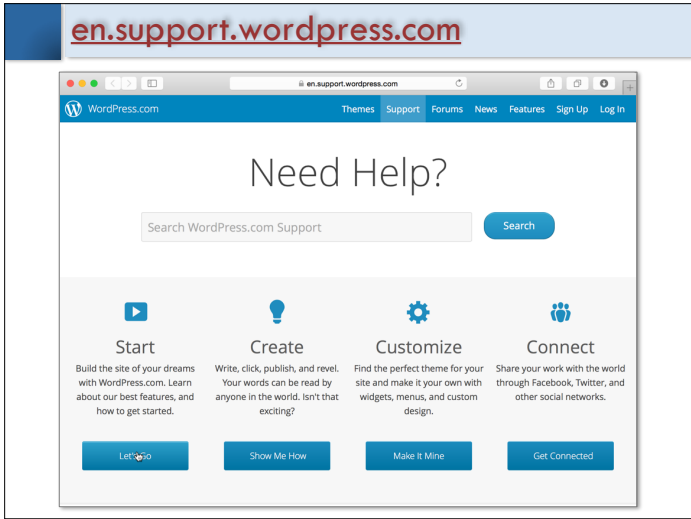 en.support.wordpress.com
en.support.wordpress.com
WordPress.com Themes Support Forums News Features Sign Up Log In
Need Help?
Search WordPress.com Support Search
Start
Build the site of your dreams
with WordPress.com. Learn
about our best features, and
how to get started.
Let's Go
Create
Write, click, publish, and revel.
Your words can be read by
anyone in the world. Isn't that
exciting?
Show Me How
Customize
Find the perfect theme for your
site and make it your own with
widgets, menus, and custom
design.
Make It Mine
Connect
Share your work with the world
through Facebook, Twitter, and
other social networks.
Get Connected